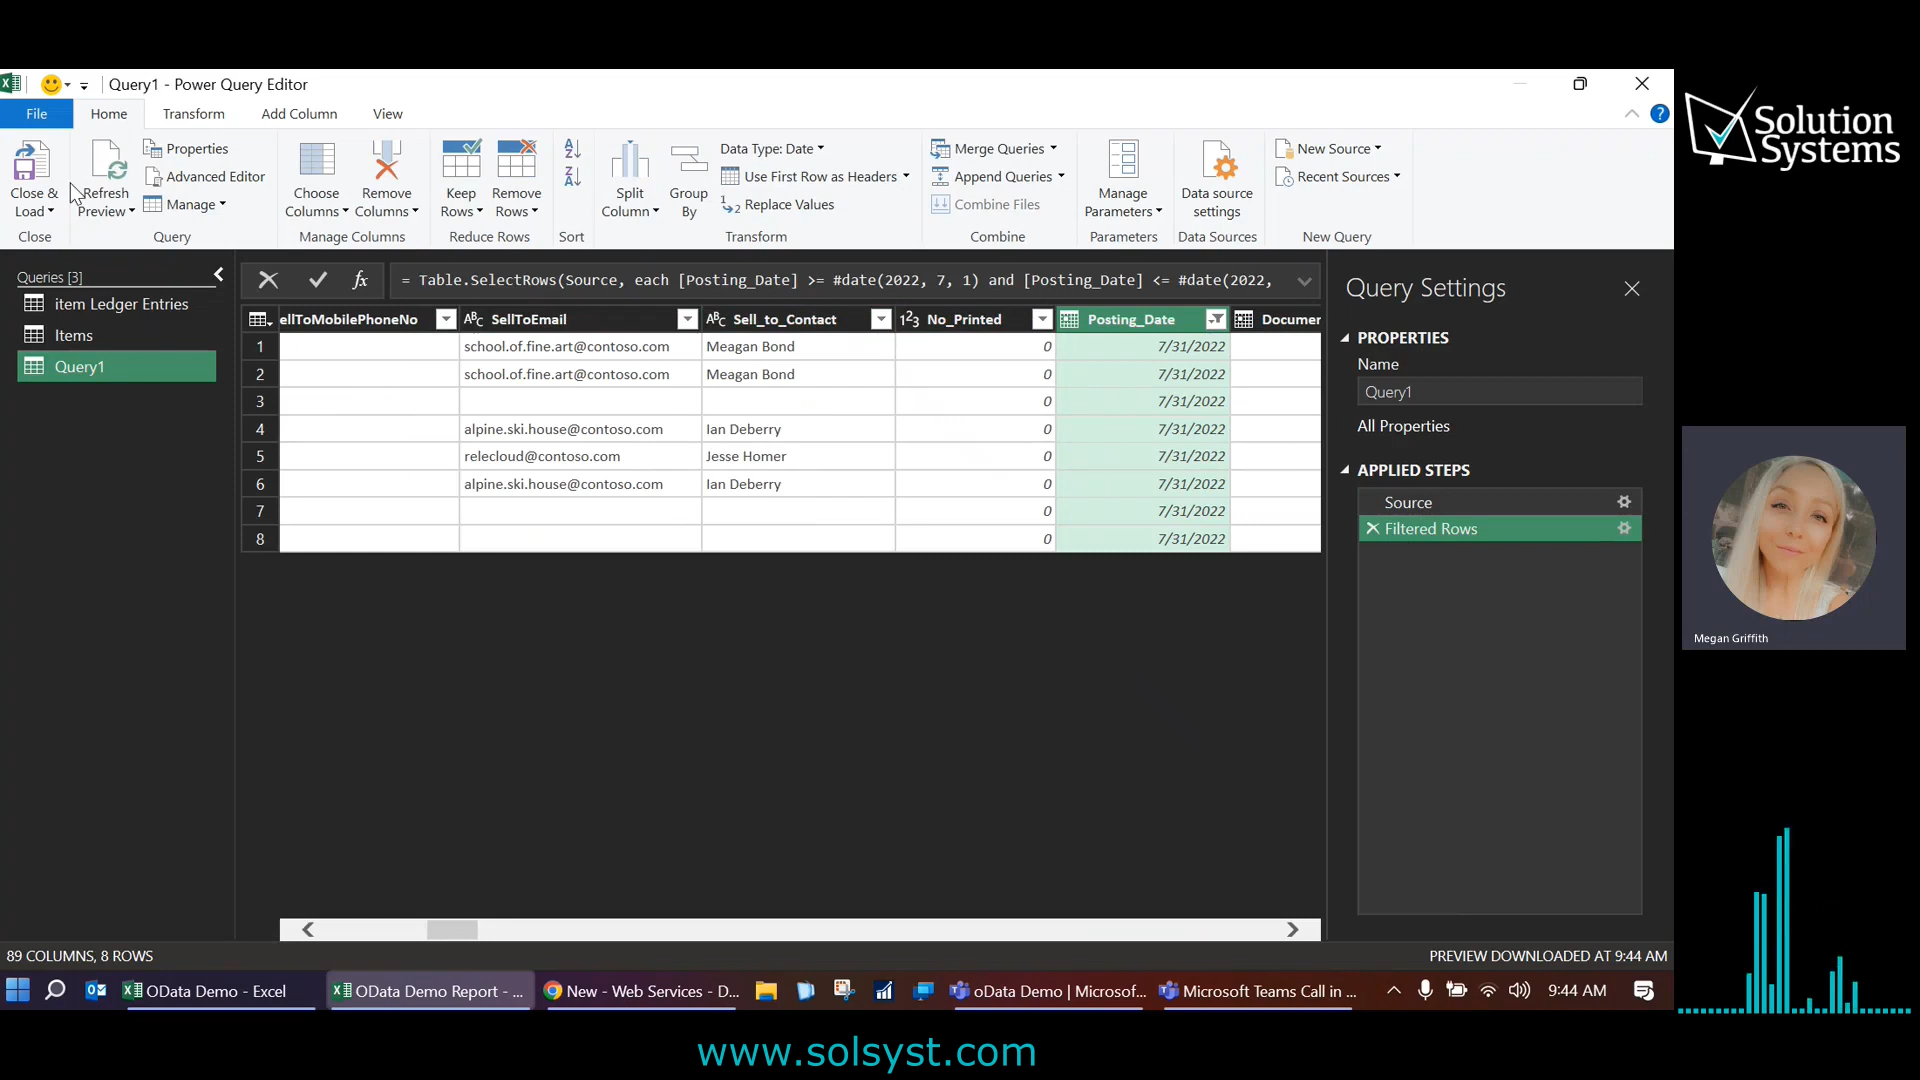 Query1 - Power Query Editor
File Home Transform Add Column View
Close & Load
Refresh Preview
Properties
Advanced Editor
Manage
Choose Columns
Remove Columns
Keep Rows
Remove Rows
Split Column
Group By
Data Type: Date
Use First Row as Headers
Replace Values
Merge Queries
Append Queries
Combine Files
Manage Parameters
Data source settings
New Source
Recent Sources
Close Query Manage Columns Reduce Rows Sort Transform Combine Parameters Data Sources New Query
Solution Systems
Queries [3]
item Ledger Entries
Items
Query1
= Table.SelectRows(Source, each [Posting_Date] >= #date(2022, 7, 1) and [Posting_Date] <= #date(2022,
ellToMobilePhoneNo SellToEmail Sell_to_Contact No_Printed Posting_Date Documer
1 school.of.fine.art@contoso.com Meagan Bond 0 7/31/2022
2 school.of.fine.art@contoso.com Meagan Bond 0 7/31/2022
3 0 7/31/2022
4 alpine.ski.house@contoso.com Ian Deberry 0 7/31/2022
5 relecloud@contoso.com Jesse Homer 0 7/31/2022
6 alpine.ski.house@contoso.com Ian Deberry 0 7/31/2022
7 0 7/31/2022
8 0 7/31/2022
Query Settings
PROPERTIES
Name
Query1
All Properties
APPLIED STEPS
Source
Filtered Rows
Megan Griffith
89 COLUMNS, 8 ROWS
PREVIEW DOWNLOADED AT 9:44 AM
OData Demo - Excel
OData Demo Report - ...
New - Web Services - D...
oData Demo | Microsof...
Microsoft Teams Call in ...
9:44 AM
www.solsyst.com